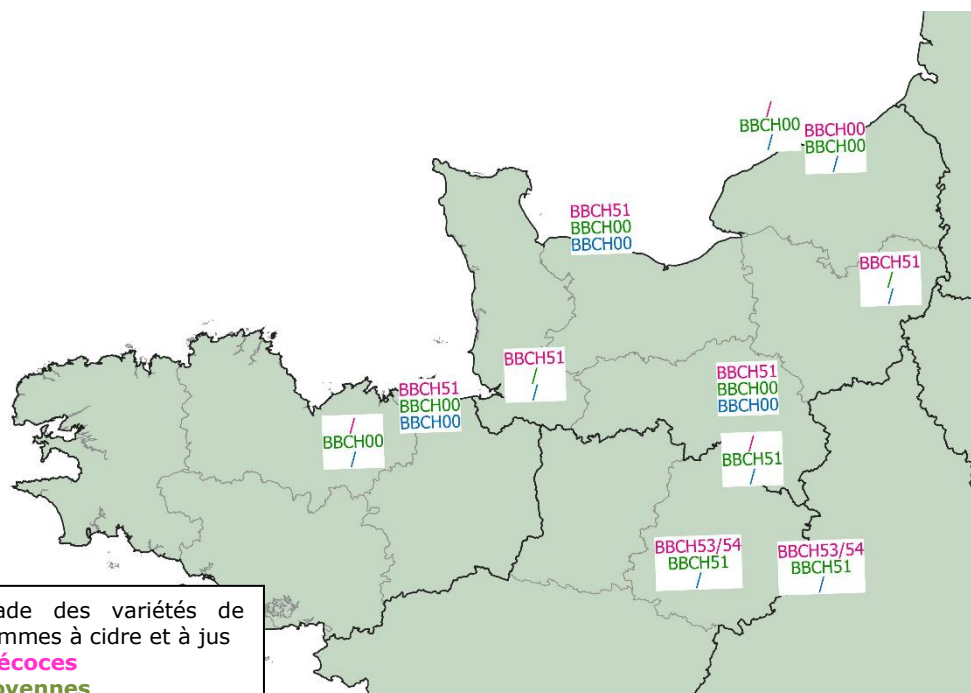 /
BBCH00
/
BBCH00
BBCH00
/
BBCH51
BBCH00
BBCH00
BBCH51
/
/
BBCH51
/
/
BBCH51
BBCH00
BBCH00
BBCH51
BBCH00
BBCH00
/
BBCH00
/
/
BBCH51
/
BBCH53/54
BBCH51
/
BBCH53/54
BBCH51
/
ade des variétés de
mmes à cidre et à jus
écoces
oyennes